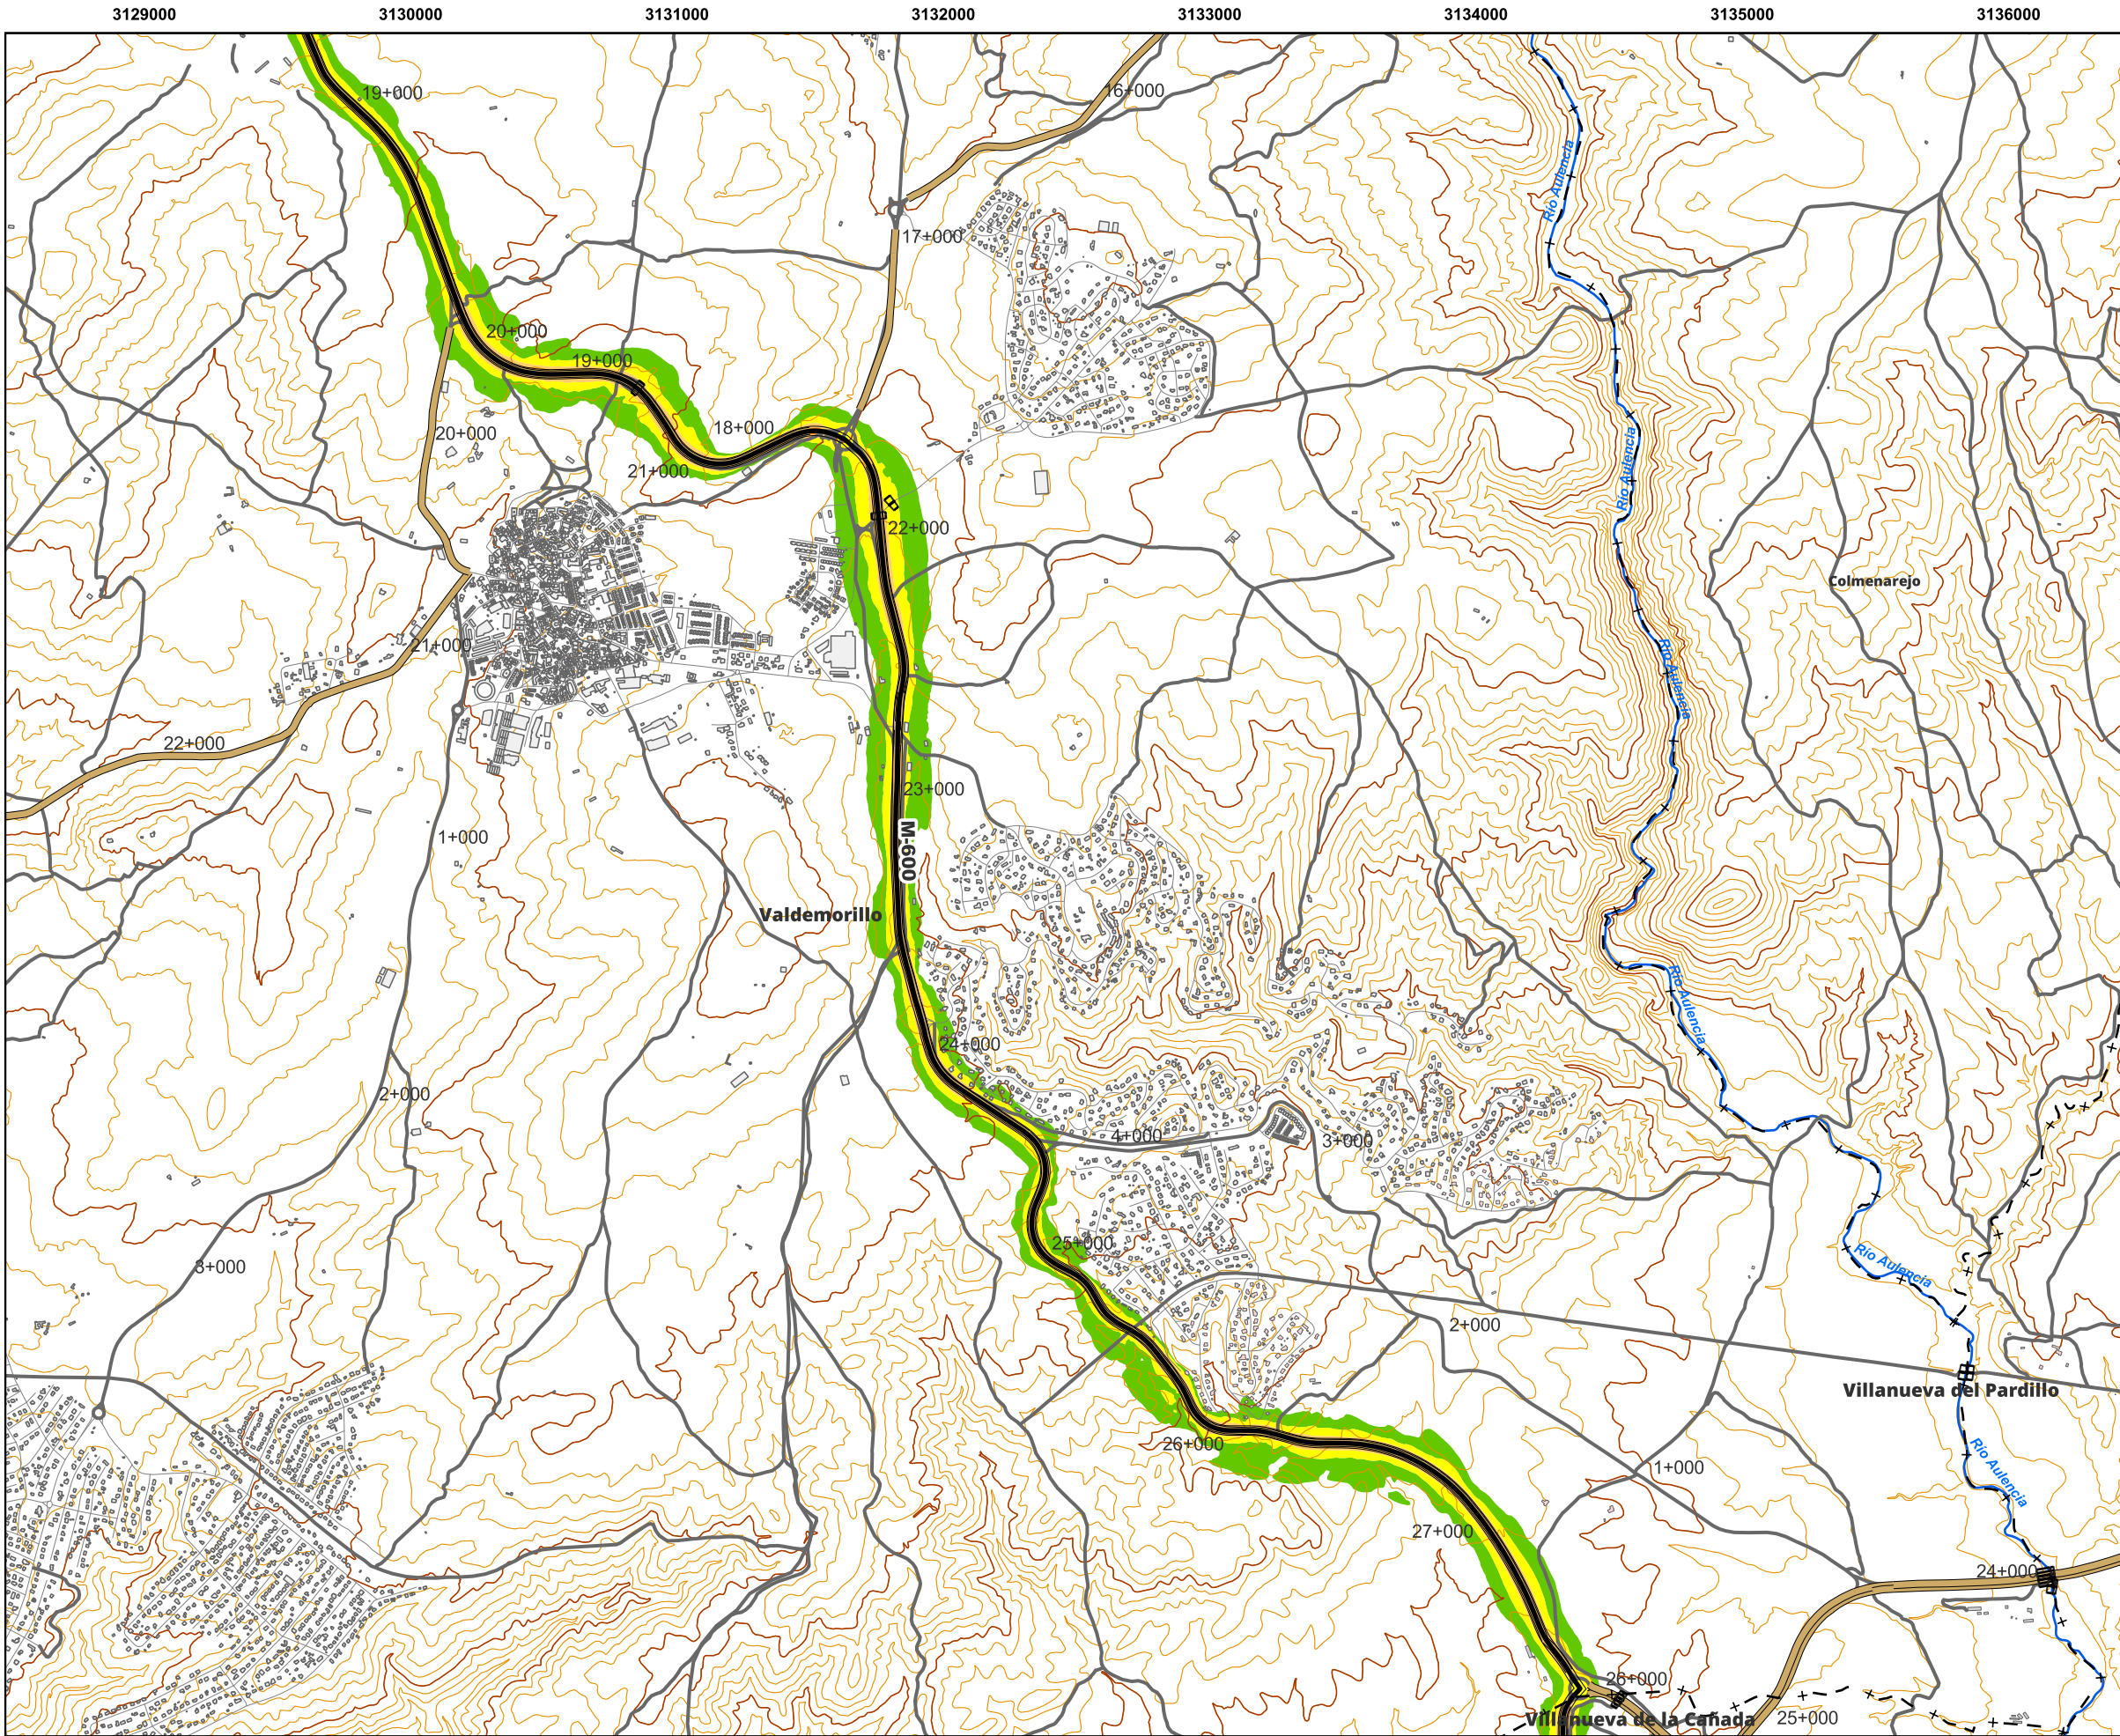 3129000 3130000 3131000 3132000 3133000 3134000 3135000 3136000
19+000
16+000
Río Aulencia
17+000
20+000
19+000
18+000
20+000
21+000
Río Aulencia
22+000
Colmenarejo
21+000
Río Aulencia
22+000
23+000
1+000
M-600
Valdemorillo
Río Aulencia
24+000
2+000
4+000
3+000
25+000
3+000
Río Aulencia
2+000
Villanueva del Pardillo
26+000
1+000
Río Aulencia
27+000
24+000
26+000
Villanueva de la Cañada
25+000